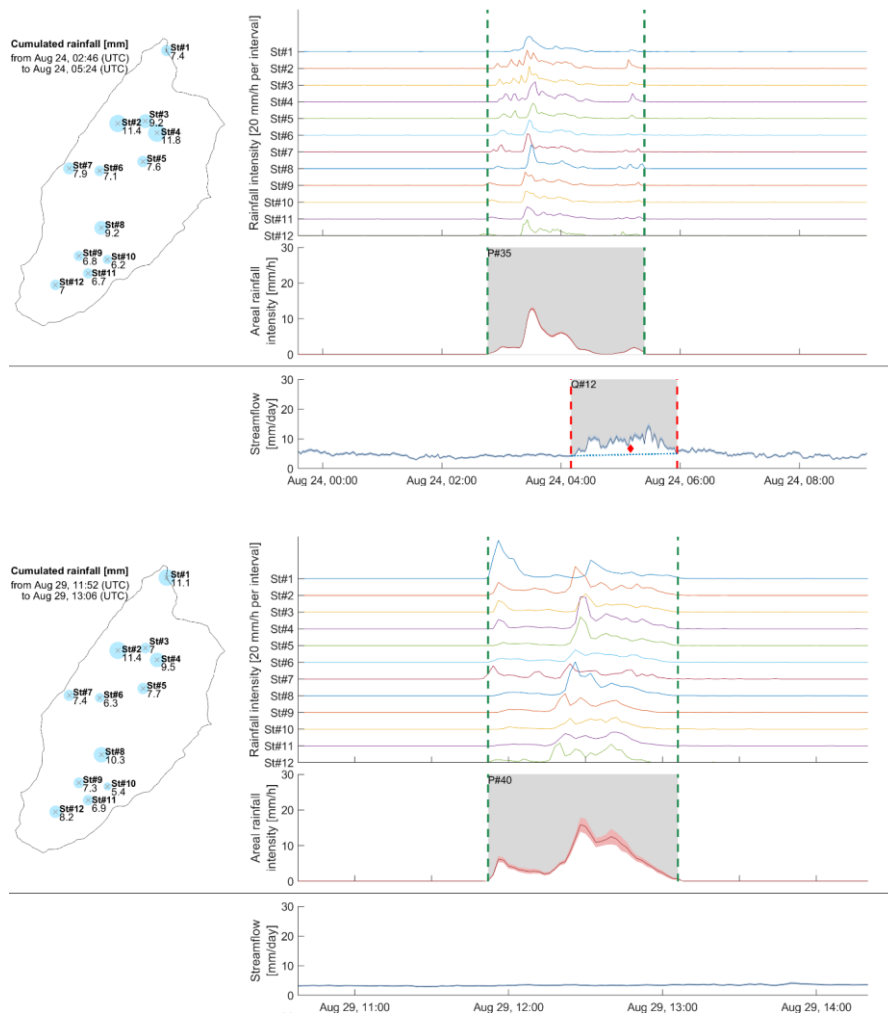 Cumulated rainfall [mm]
from Aug 24, 02:46 (UTC)
to Aug 24, 05:24 (UTC)
St#1
7.4
St#2
11.4
St#3
9.2
St#4
11.8
St#5
7.6
St#6
7.1
St#7
7.9
St#8
9.2
St#9
6.8
St#10
6.2
St#11
6.7
St#12
7
Rainfall intensity [20 mm/h per interval]
St#1
St#2
St#3
St#4
St#5
St#6
St#7
St#8
St#9
St#10
St#11
St#12
Areal rainfall
intensity [mm/h]
30
20
10
0
P#35
Streamflow
[mm/day]
30
20
10
0
Q#12
Aug 24, 00:00
Aug 24, 02:00
Aug 24, 04:00
Aug 24, 06:00
Aug 24, 08:00
Cumulated rainfall [mm]
from Aug 29, 11:52 (UTC)
to Aug 29, 13:06 (UTC)
St#1
11.1
St#2
11.4
St#3
7
St#4
9.5
St#5
7.7
St#6
6.3
St#7
7.4
St#8
10.3
St#9
7.3
St#10
5.4
St#11
6.9
St#12
8.2
Rainfall intensity [20 mm/h per interval]
St#1
St#2
St#3
St#4
St#5
St#6
St#7
St#8
St#9
St#10
St#11
St#12
Areal rainfall
intensity [mm/h]
30
20
10
0
P#40
Streamflow
[mm/day]
30
20
10
0
Aug 29, 11:00
Aug 29, 12:00
Aug 29, 13:00
Aug 29, 14:00